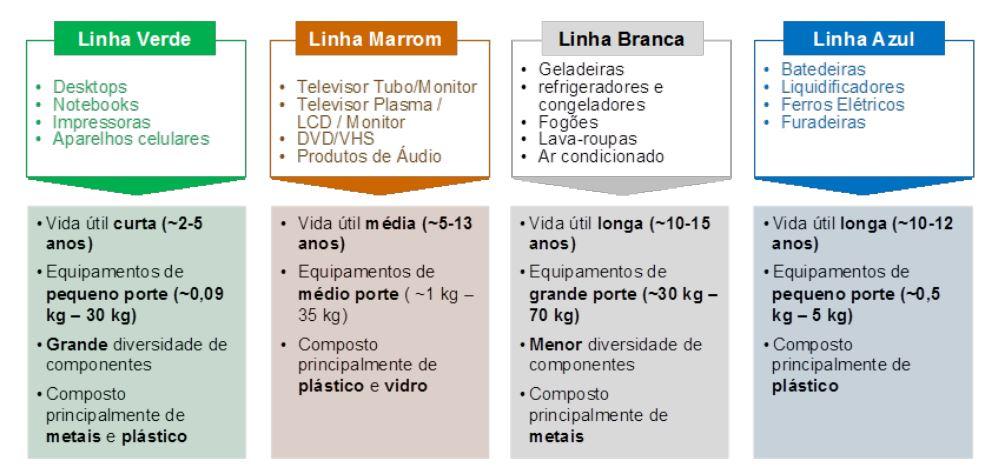 Linha Verde
• Desktops
• Notebooks
• Impressoras
• Aparelhos celulares
• Vida útil curta (~2-5
anos)
• Equipamentos de
pequeno porte (~0,09
kg – 30 kg)
• Grande diversidade de
componentes
• Composto
principalmente de
metais e plástico
Linha Marrom
• Televisor Tubo/Monitor
• Televisor Plasma /
LCD / Monitor
• DVD/VHS
• Produtos de Áudio
• Vida útil média (~5-13
anos)
• Equipamentos de
médio porte ( ~1 kg –
35 kg)
• Composto
principalmente de
plástico e vidro
Linha Branca
• Geladeiras
• refrigeradores e
congeladores
• Fogões
• Lava-roupas
• Ar condicionado
• Vida útil longa (~10-15
anos)
• Equipamentos de
grande porte (~30 kg –
70 kg)
• Menor diversidade de
componentes
• Composto
principalmente de
metais
Linha Azul
• Batedeiras
• Liquidificadores
• Ferros Elétricos
• Furadeiras
• Vida útil longa (~10-12
anos)
• Equipamentos de
pequeno porte (~0,5
kg – 5 kg)
• Composto
principalmente de
plástico